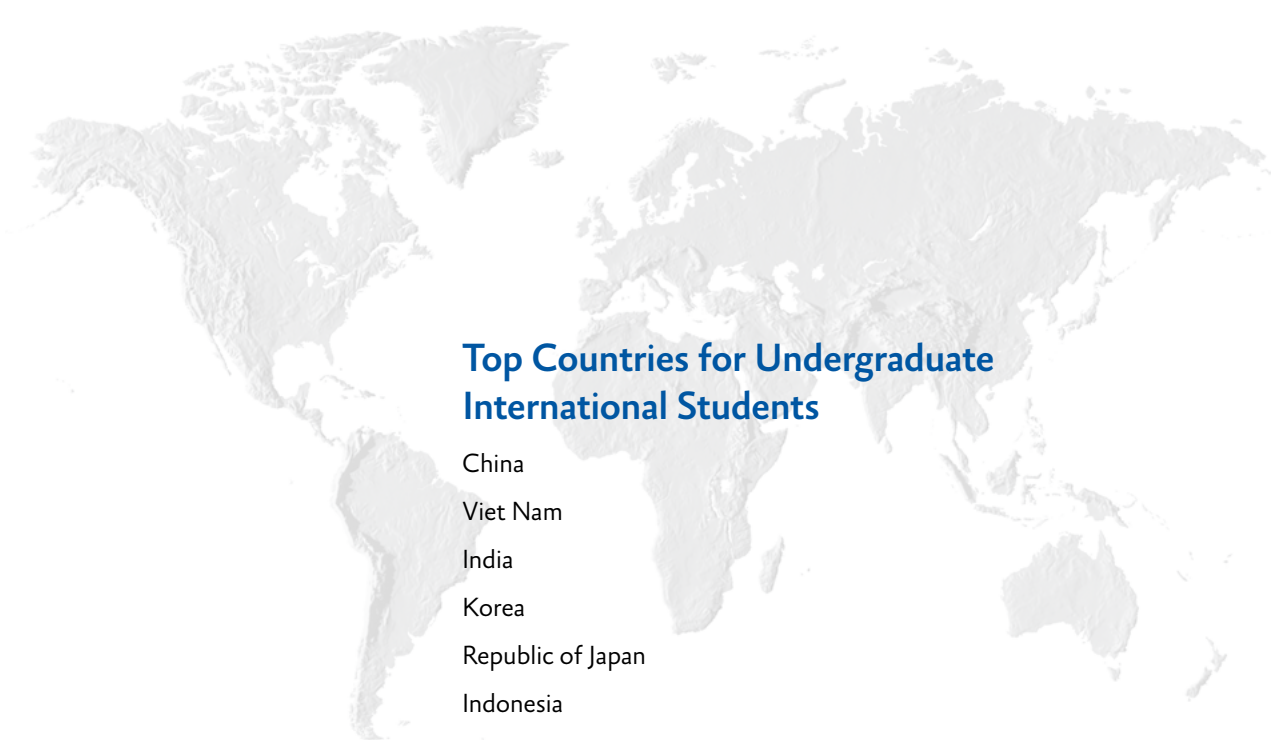 Top Countries for Undergraduate
International Students
China
Viet Nam
India
Korea
Republic of Japan
Indonesia